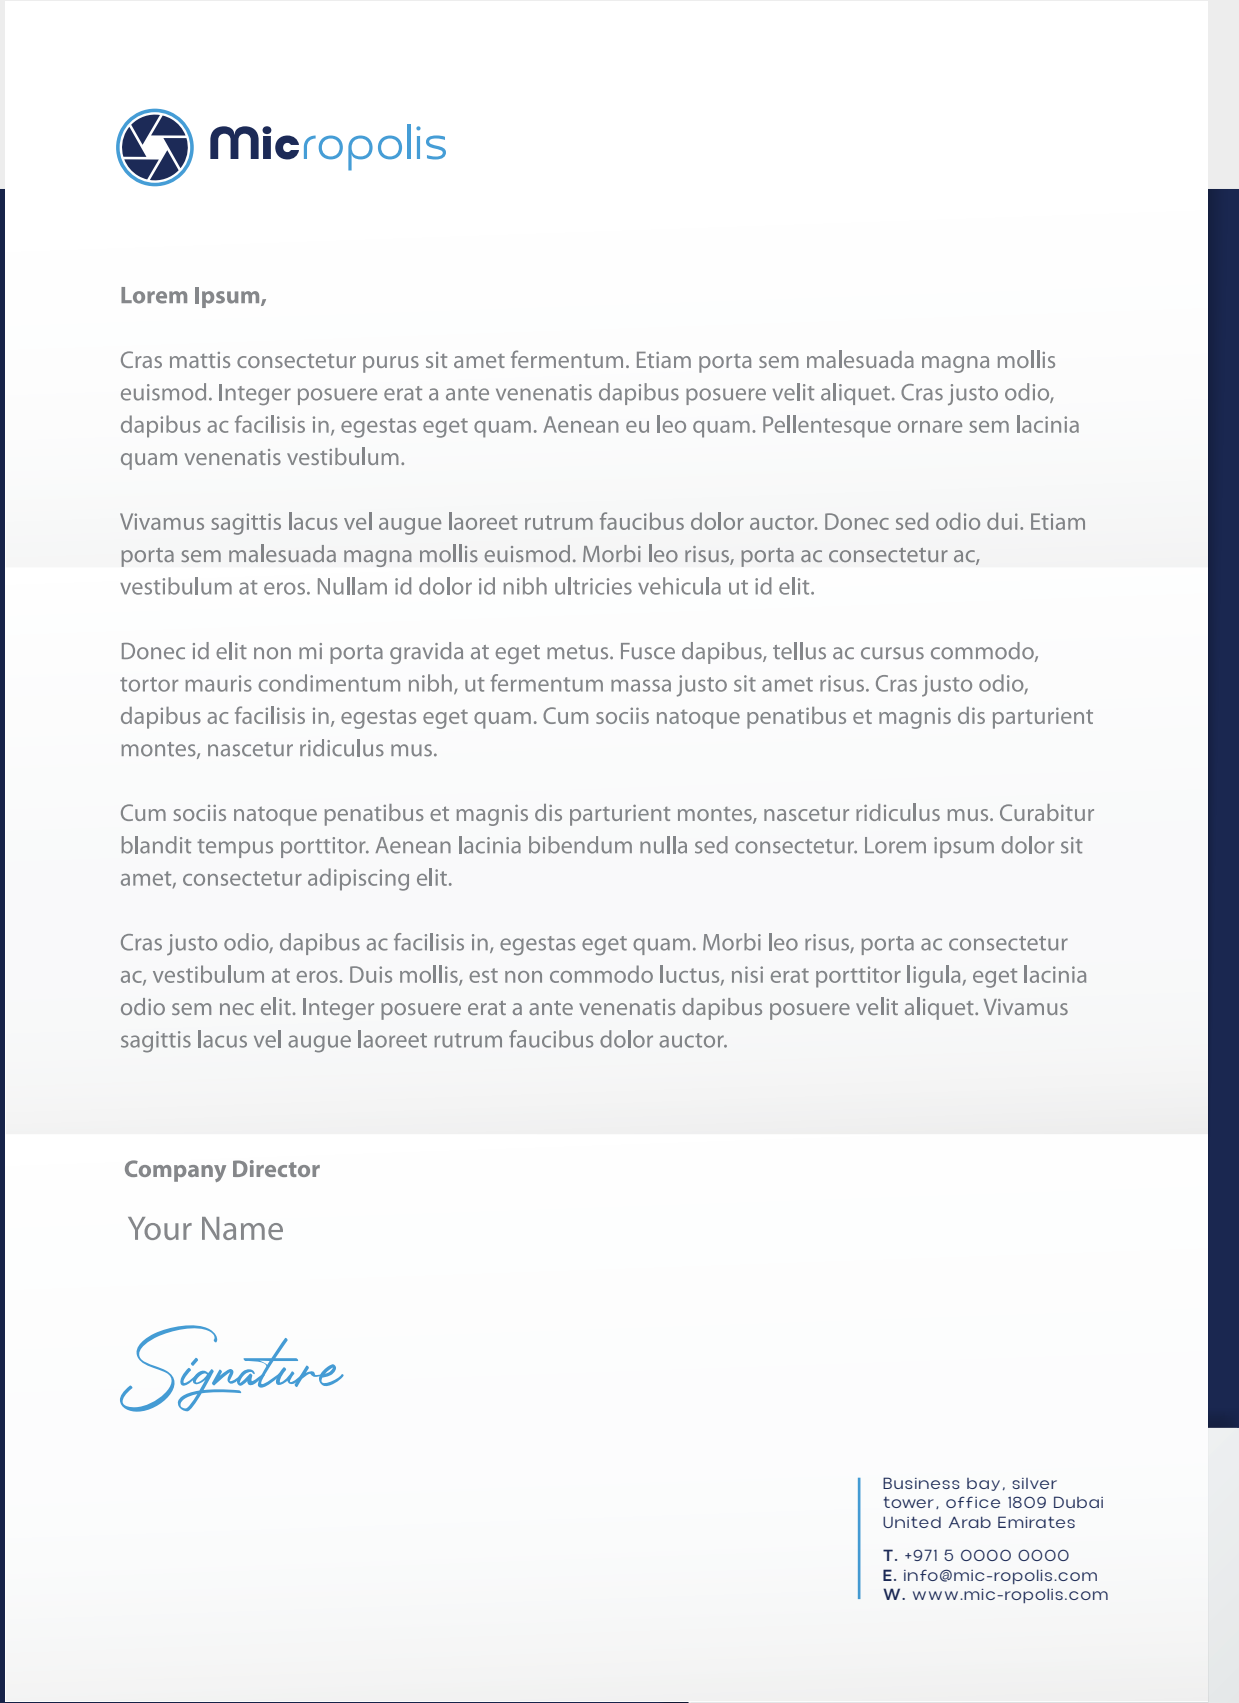 Micropolis
Lorem Ipsum,
Cras mattis consectetur purus sit amet fermentum. Etiam porta sem malesuada magna mollis
euismod. Integer posuere erat a ante venenatis dapibus posuere velit aliquet. Cras justo odio,
dapibus ac facilisis in, egestas eget quam. Aenean eu leo quam. Pellentesque ornare sem lacinia
quam venenatis vestibulum.
Vivamus sagittis lacus vel augue laoreet rutrum faucibus dolor auctor. Donec sed odio dui. Etiam
porta sem malesuada magna mollis euismod. Morbi leo risus, porta ac consectetur ac,
vestibulum at eros. Nullam id dolor id nibh ultricies vehicula ut id elit.
Donec id elit non mi porta gravida at eget metus. Fusce dapibus, tellus ac cursus commodo,
tortor mauris condimentum nibh, ut fermentum massa justo sit amet risus. Cras justo odio,
dapibus ac facilisis in, egestas eget quam. Cum sociis natoque penatibus et magnis dis parturient
montes, nascetur ridiculus mus.
Cum sociis natoque penatibus et magnis dis parturient montes, nascetur ridiculus mus. Curabitur
blandit tempus porttitor. Aenean lacinia bibendum nulla sed consectetur. Lorem ipsum dolor sit
amet, consectetur adipiscing elit.
Cras justo odio, dapibus ac facilisis in, egestas eget quam. Morbi leo risus, porta ac consectetur
ac, vestibulum at eros. Duis mollis, est non commodo luctus, nisi erat porttitor ligula, eget lacinia
odio sem nec elit. Integer posuere erat a ante venenatis dapibus posuere velit aliquet. Vivamus
sagittis lacus vel augue laoreet rutrum faucibus dolor auctor.
Company Director
Your Name
Signature
Business bay, silver
tower, office 1809 Dubai
United Arab Emirates
T. +971 5 0000 0000
E. info@mic-ropolis.com
W. www.mic-ropolis.com